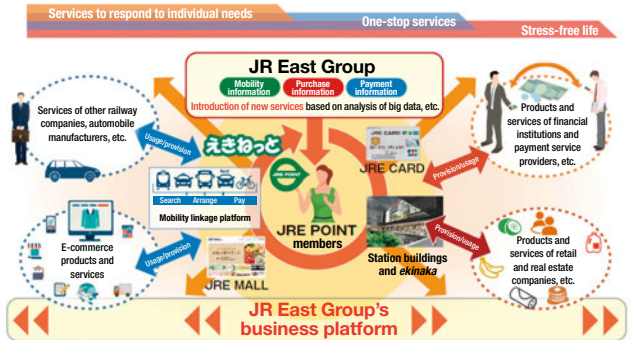 Services to respond to individual needs
One-stop services
Stress-free life
JR East Group
Mobility
information
Purchase
information
Payment
information
Introduction of new services based on analysis of big data, etc.
Services of other railway
companies, automobile
manufacturers, etc.
Usage/provision
えきねっと
Search
Arrange
Pay
Mobility linkage platform
E-commerce
products and
services
Usage/provision
JRE MALL
JRE POINT
JRE POINT
members
JRE CARD
JRE CARD
Station buildings
and ekinaka
Provision/usage
Products and
services of financial
institutions and
payment service
providers, etc.
Provision/usage
Products and
services of retail
and real estate
companies, etc.
JR East Group's
business platform